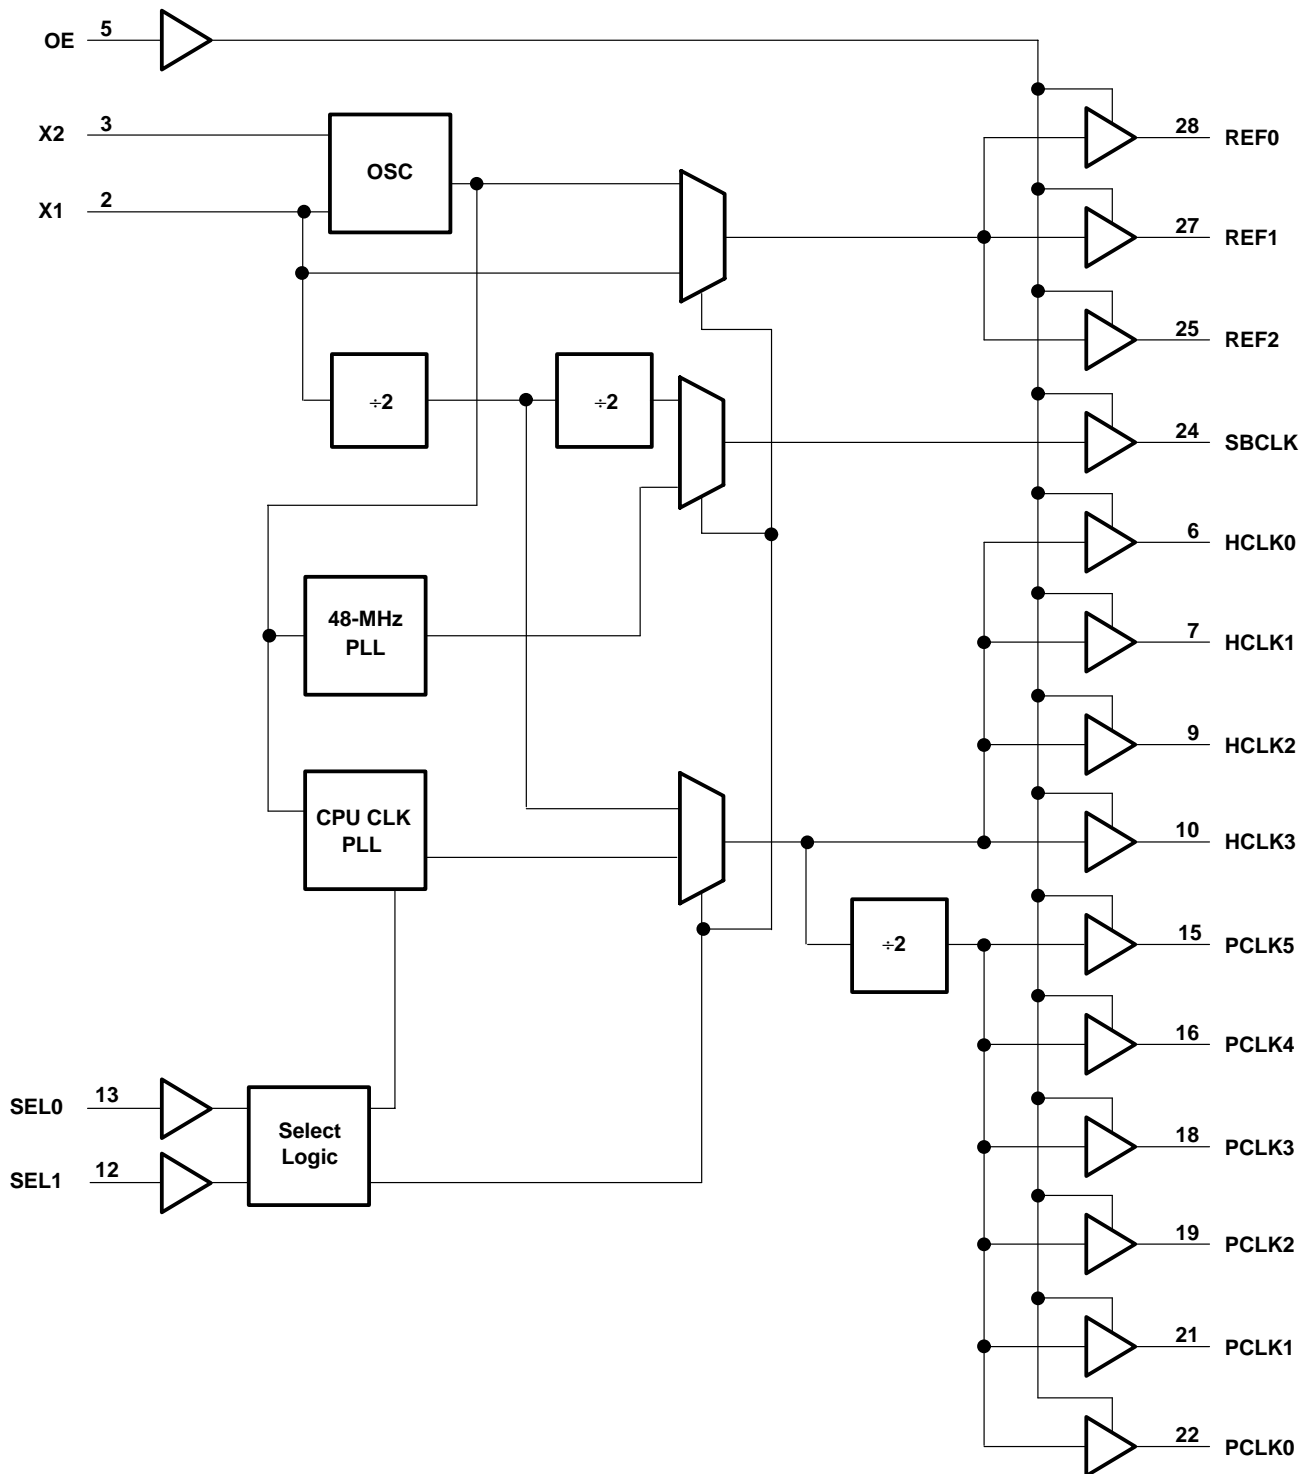 OE 5
X2 3
X1 2
OSC
28 REF0
27 REF1
25 REF2
÷2
÷2
24 SBCLK
6 HCLK0
48-MHz
PLL
7 HCLK1
9 HCLK2
CPU CLK
PLL
10 HCLK3
÷2
15 PCLK5
16 PCLK4
SEL0 13
SEL1 12
Select
Logic
18 PCLK3
19 PCLK2
21 PCLK1
22 PCLK0